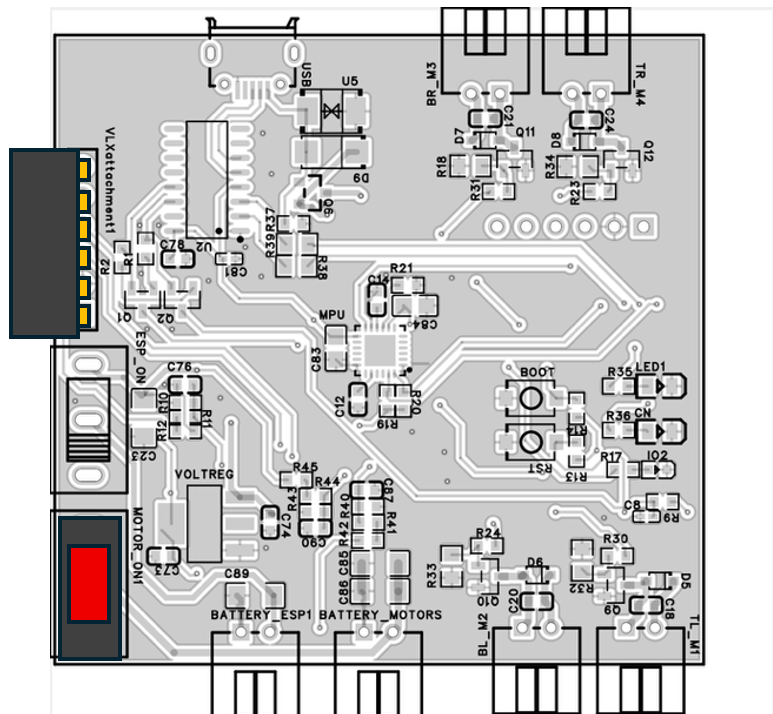 USB
U5
BR_M3
TR_M4
C21
C24
D7
Q11
D8
Q12
VLXattachment1
R18
R34
D9
R31
R23
Q6
R37
R39
R38
U2
C78
C81
R2
R1
Q1
Q2
C14
R21
C84
MPU
C83
ESP_ON
C76
R10
R11
R12
C23
C12
R20
R19
BOOT
R35
LED1
R14
R36
CN
RST
R13
R17
IO2
VOLTREG
R45
R44
R43
C87
R40
R41
C74
C90
R42
C8
R9
MOTOR_ON1
C73
C85
C86
R24
R33
Q10
D6
C20
R30
R32
Q9
D5
C18
C89
BATTERY_ESP1
BATTERY_MOTORS
BL_M2
TL_M1